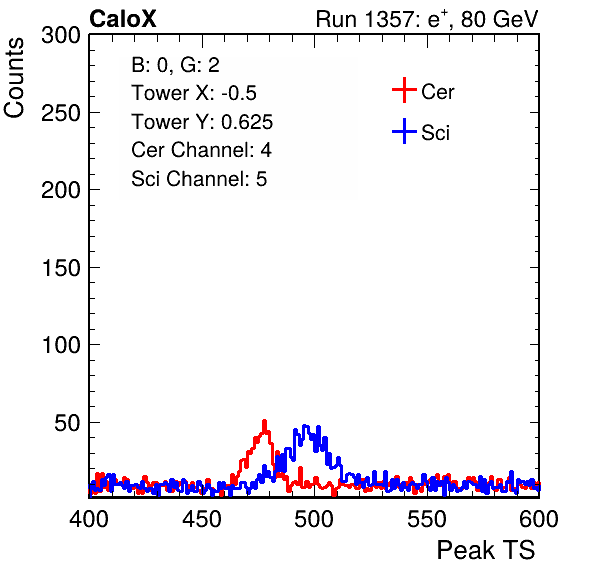 CaloX Run 1357: e⁺, 80 GeV
Counts
300
250
200
150
100
50
B: 0, G: 2
Tower X: -0.5
Tower Y: 0.625
Cer Channel: 4
Sci Channel: 5
Cer
Sci
400 450 500 550 600
Peak TS